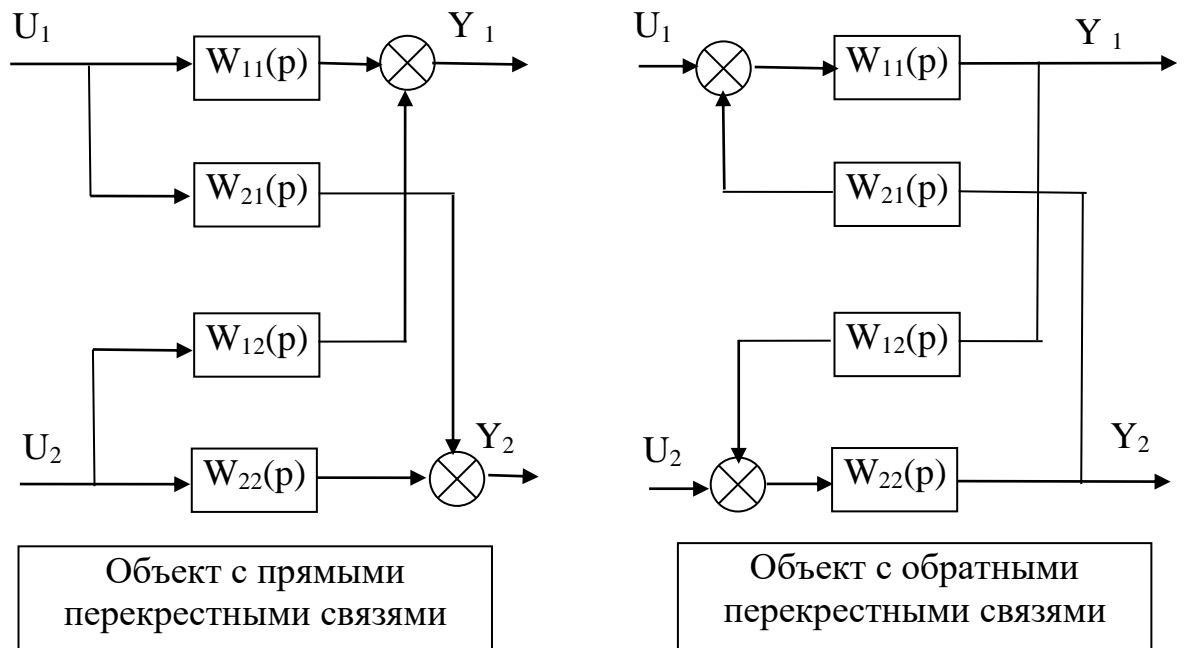 U1
W11(p)
Y 1
W21(p)
W12(p)
U2
W22(p)
Y2
Объект с прямыми
перекрестными связями
U1
W11(p)
Y 1
W21(p)
W12(p)
U2
W22(p)
Y2
Объект с обратными
перекрестными связями